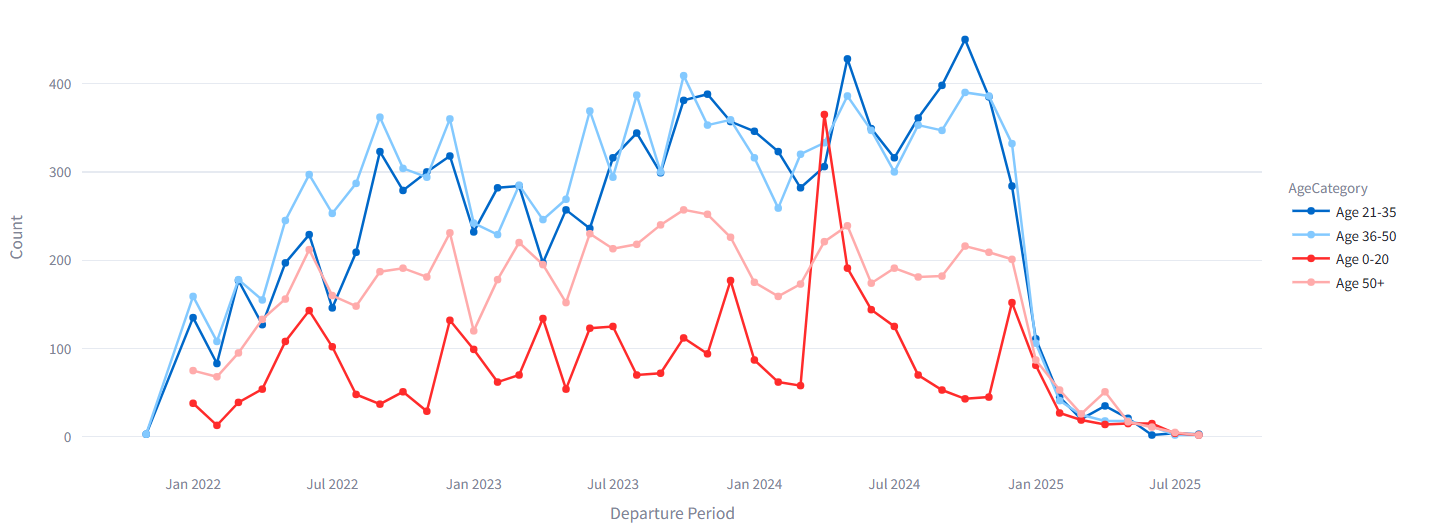 400
300
200
100
0
Count
Jan 2022
Jul 2022
Jan 2023
Jul 2023
Jan 2024
Jul 2024
Jan 2025
Jul 2025
Departure Period
AgeCategory
Age 21-35
Age 36-50
Age 0-20
Age 50+